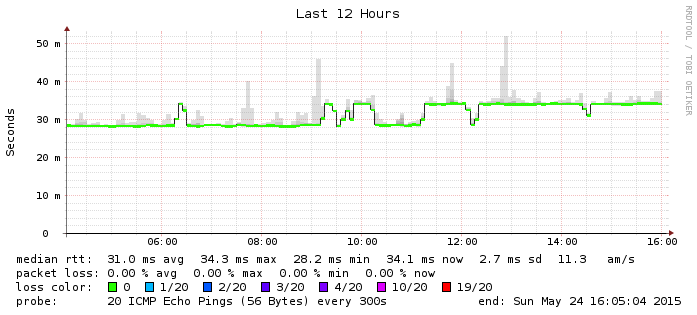 Last 12 Hours
RRDTOOL / TOBI OETIKER
Seconds
50 m
40 m
30 m
20 m
10 m
0
06:00 08:00 10:00 12:00 14:00 16:00
median rtt: 31.0 ms avg 34.3 ms max 28.2 ms min 34.1 ms now 2.7 ms sd 11.3 am/s
packet loss: 0.00 % avg 0.00 % max 0.00 % min 0.00 % now
loss color: 0 1/20 2/20 3/20 4/20 10/20 19/20
probe: 20 ICMP Echo Pings (56 Bytes) every 300s end: Sun May 24 16:05:04 2015